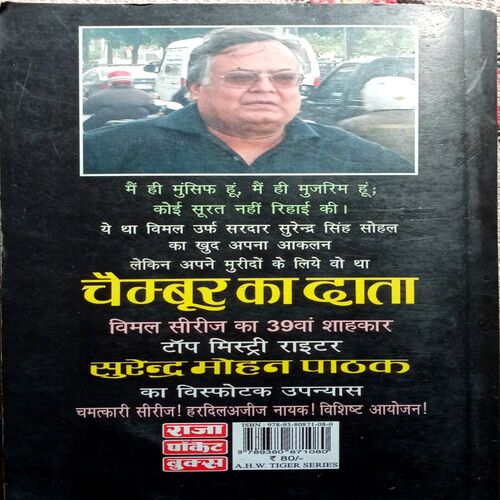 मैं ही मुंसिफ हूं, मैं ही मुजरिम हूं;
कोई सूरत नहीं रिहाई की।
ये था विमल उर्फ सरदार सुरेन्द्र सिंह सोहल
का खुद अपना आकलन
लेकिन अपने मुरीदों के लिये वो था
चैम्बूर का दाता
विमल सीरीज का 39वां शाहकार
टॉप मिस्ट्री राइटर
सुरेन्द्र मोहन पाठक
का विस्फोटक उपन्यास
चमत्कारी सीरीज! हरदिलअजीज नायक! विशिष्ट आयोजन!
राजा
पॉकेट
बुक्स
ISBN : 978-93-80871-08-0
9789380871080
₹ 80/-
A.H.W. TIGER SERIES